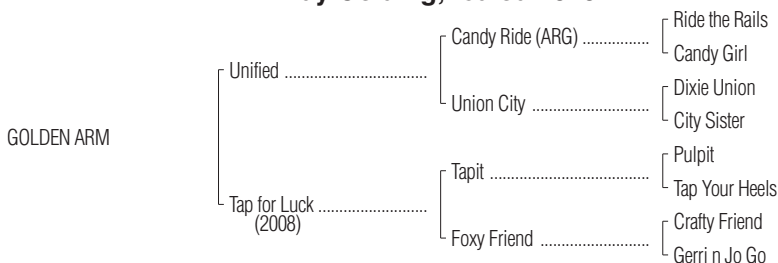 Ride the Rails
Candy Ride (ARG) ................
Candy Girl
Unified ..................................
Dixie Union
Union City ............................
City Sister
GOLDEN ARM
Pulpit
Tapit ......................................
Tap Your Heels
Tap for Luck ..........................
(2008)
Crafty Friend
Foxy Friend ..........................
Gerri n Jo Go